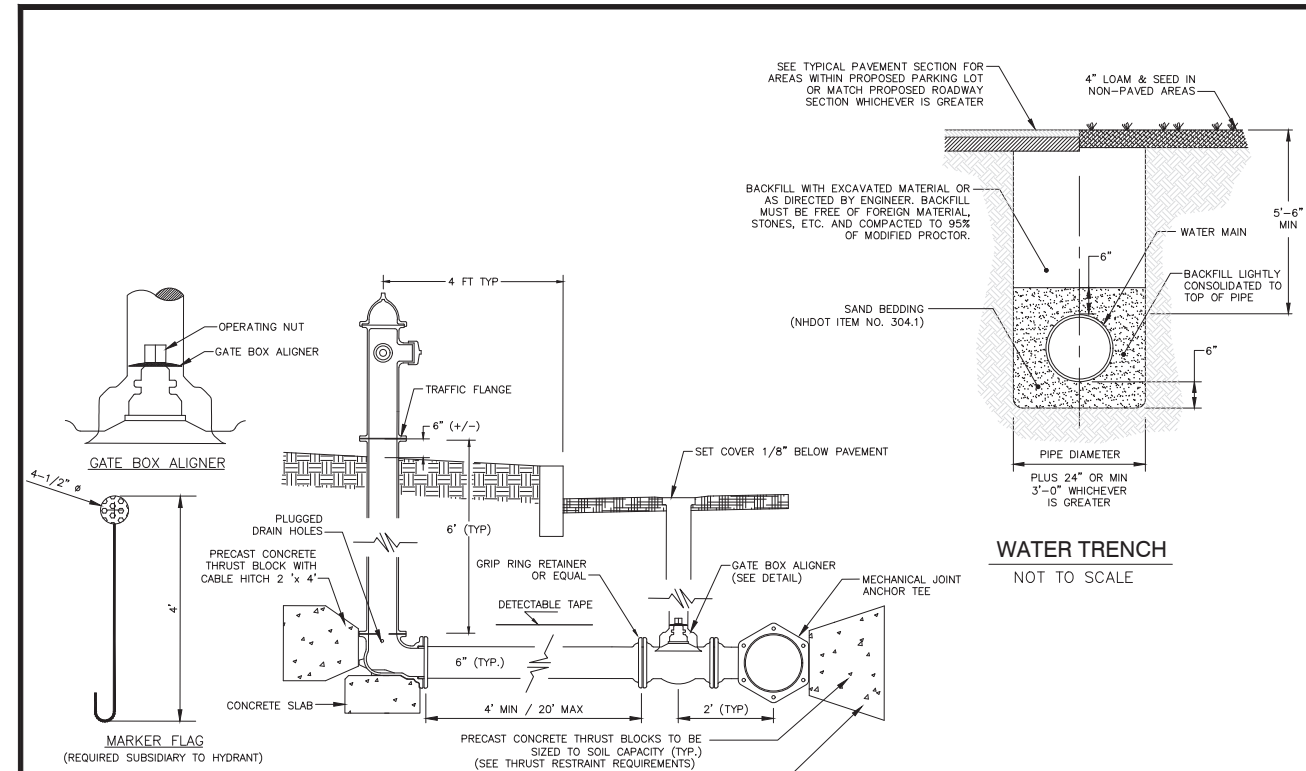 SEE TYPICAL PAVEMENT SECTION FOR
AREAS WITHIN PROPOSED PARKING LOT
OR MATCH PROPOSED ROADWAY
SECTION WHICHEVER IS GREATER
4" LOAM & SEED IN
NON-PAVED AREAS
BACKFILL WITH EXCAVATED MATERIAL OR
AS DIRECTED BY ENGINEER. BACKFILL
MUST BE FREE OF FOREIGN MATERIAL,
STONES, ETC. AND COMPACTED TO 95%
OF MODIFIED PROCTOR.
5'-6"
MIN
WATER MAIN
6"
BACKFILL LIGHTLY
CONSOLIDATED TO
TOP OF PIPE
SAND BEDDING
(NHDOT ITEM NO. 304.1)
6"
PIPE DIAMETER
PLUS 24" OR MIN
3'-0" WHICHEVER
IS GREATER
WATER TRENCH
NOT TO SCALE
OPERATING NUT
GATE BOX ALIGNER
GATE BOX ALIGNER
4-1/2" ø
4'
MARKER FLAG
(REQUIRED SUBSIDIARY TO HYDRANT)
4 FT TYP
TRAFFIC FLANGE
6" (+/-)
SET COVER 1/8" BELOW PAVEMENT
6' (TYP)
PLUGGED
DRAIN HOLES
PRECAST CONCRETE
THRUST BLOCK WITH
CABLE HITCH 2 'x 4'
GRIP RING RETAINER
OR EQUAL
GATE BOX ALIGNER
(SEE DETAIL)
MECHANICAL JOINT
ANCHOR TEE
DETECTABLE TAPE
6" (TYP.)
CONCRETE SLAB
4' MIN / 20' MAX
2' (TYP)
PRECAST CONCRETE THRUST BLOCKS TO BE
SIZED TO SOIL CAPACITY (TYP.)
(SEE THRUST RESTRAINT REQUIREMENTS)